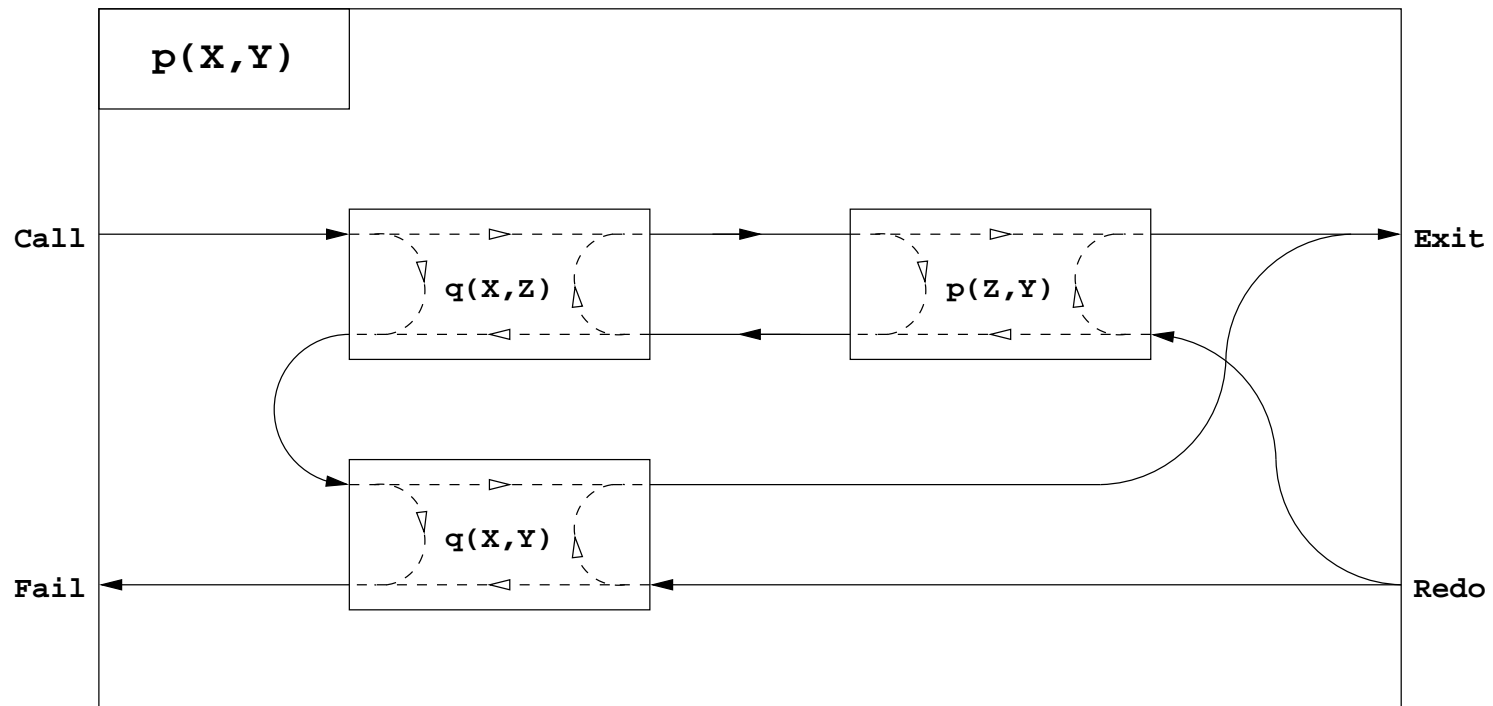 p(X,Y)
Call
q(X,Z)
p(Z,Y)
Exit
q(X,Y)
Fail
Redo